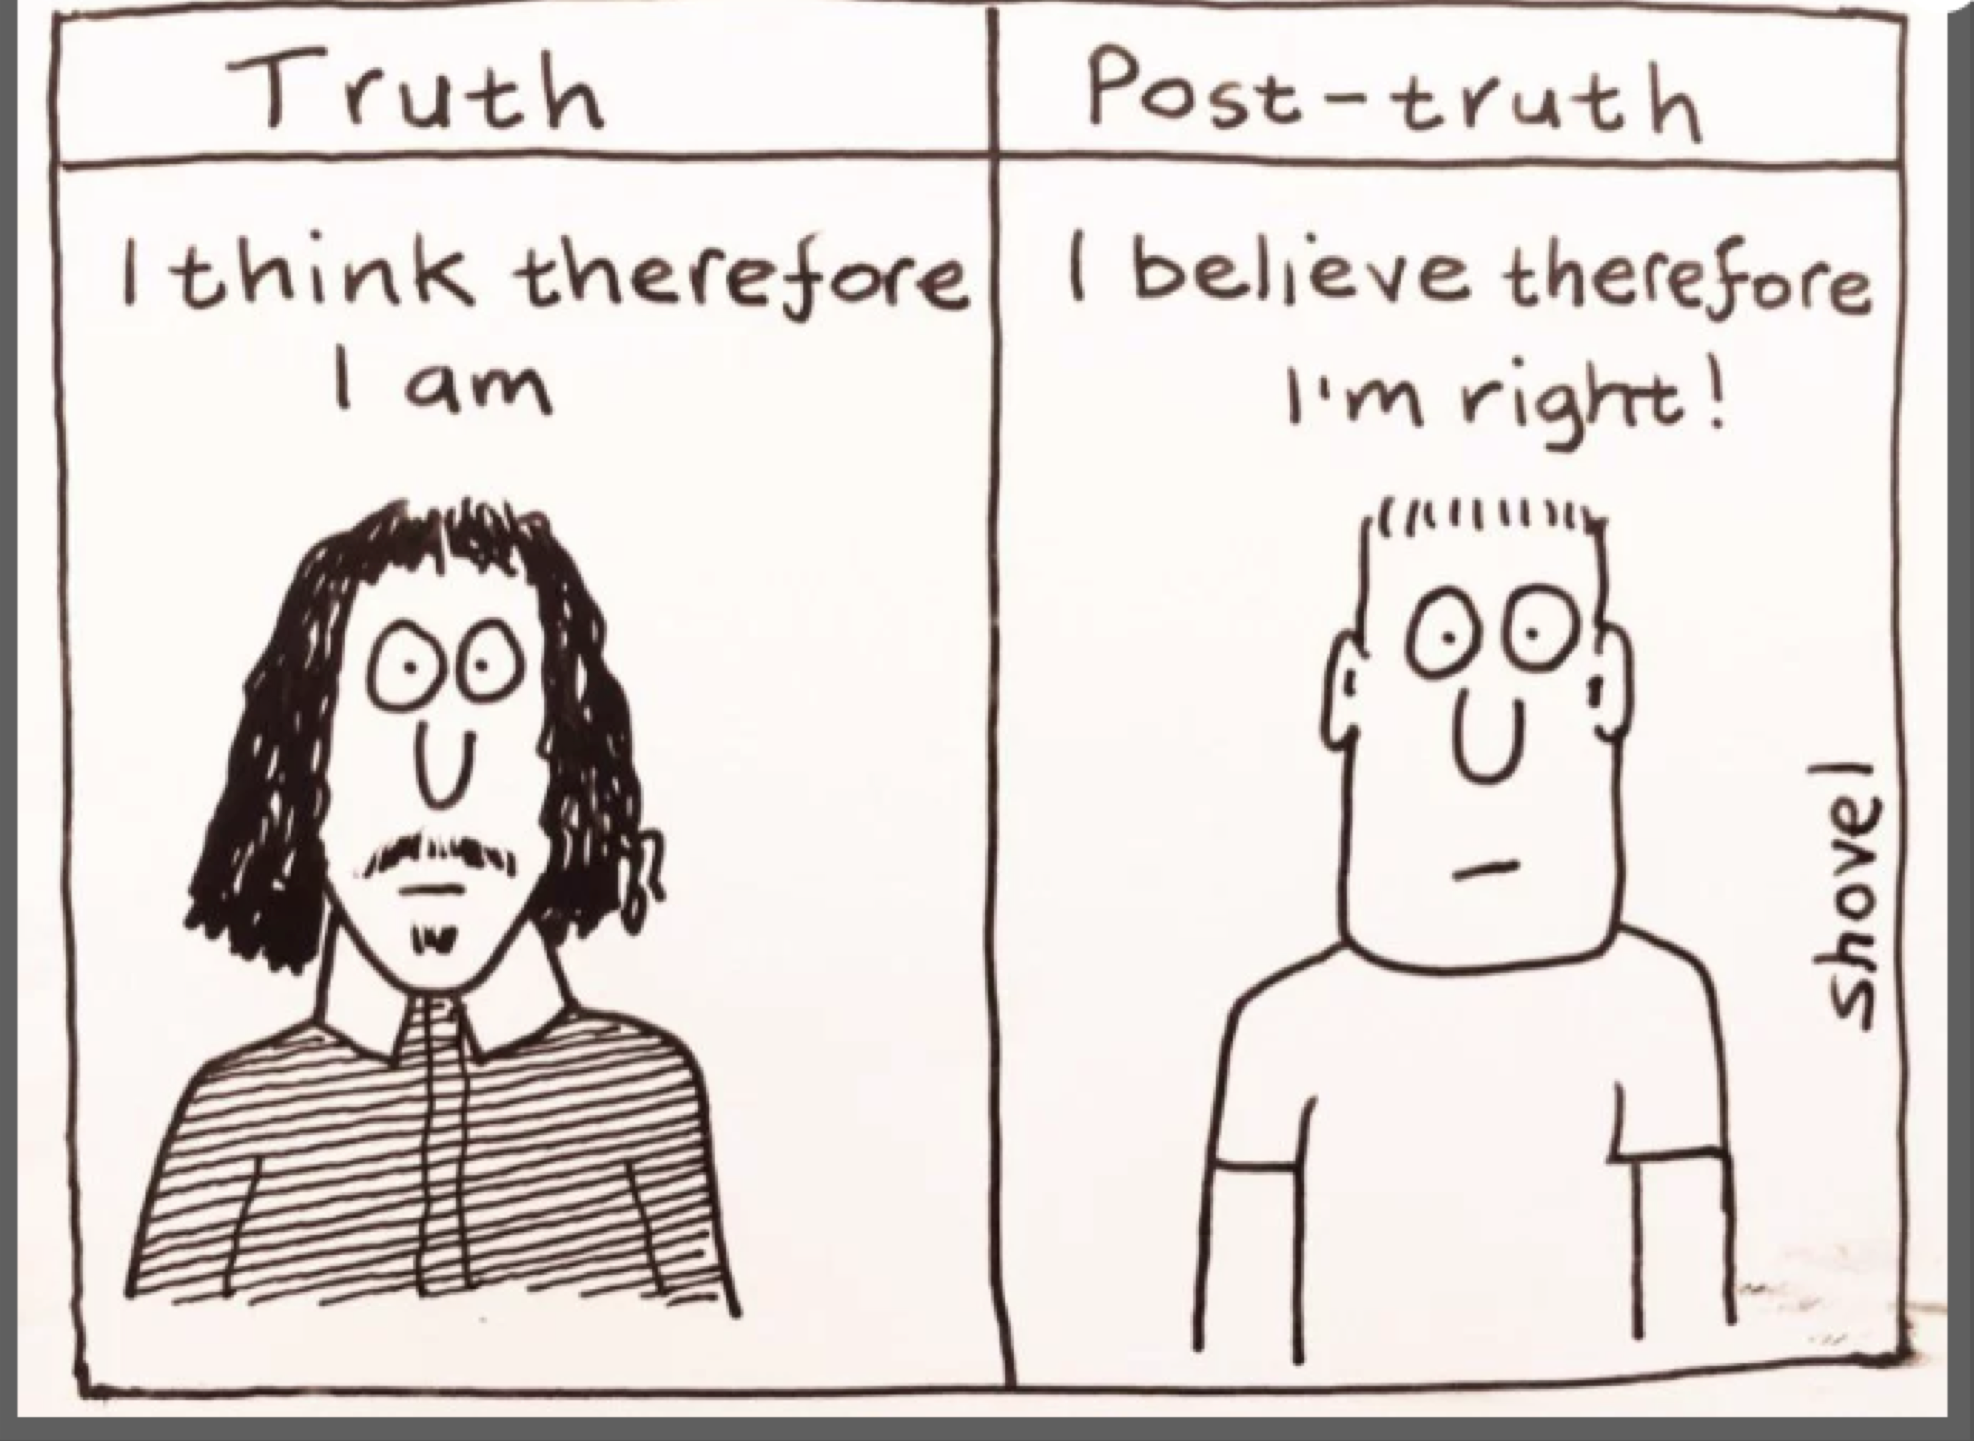 Truth
Post-truth
I think therefore
I am
I believe therefore
I'm right!
shovel